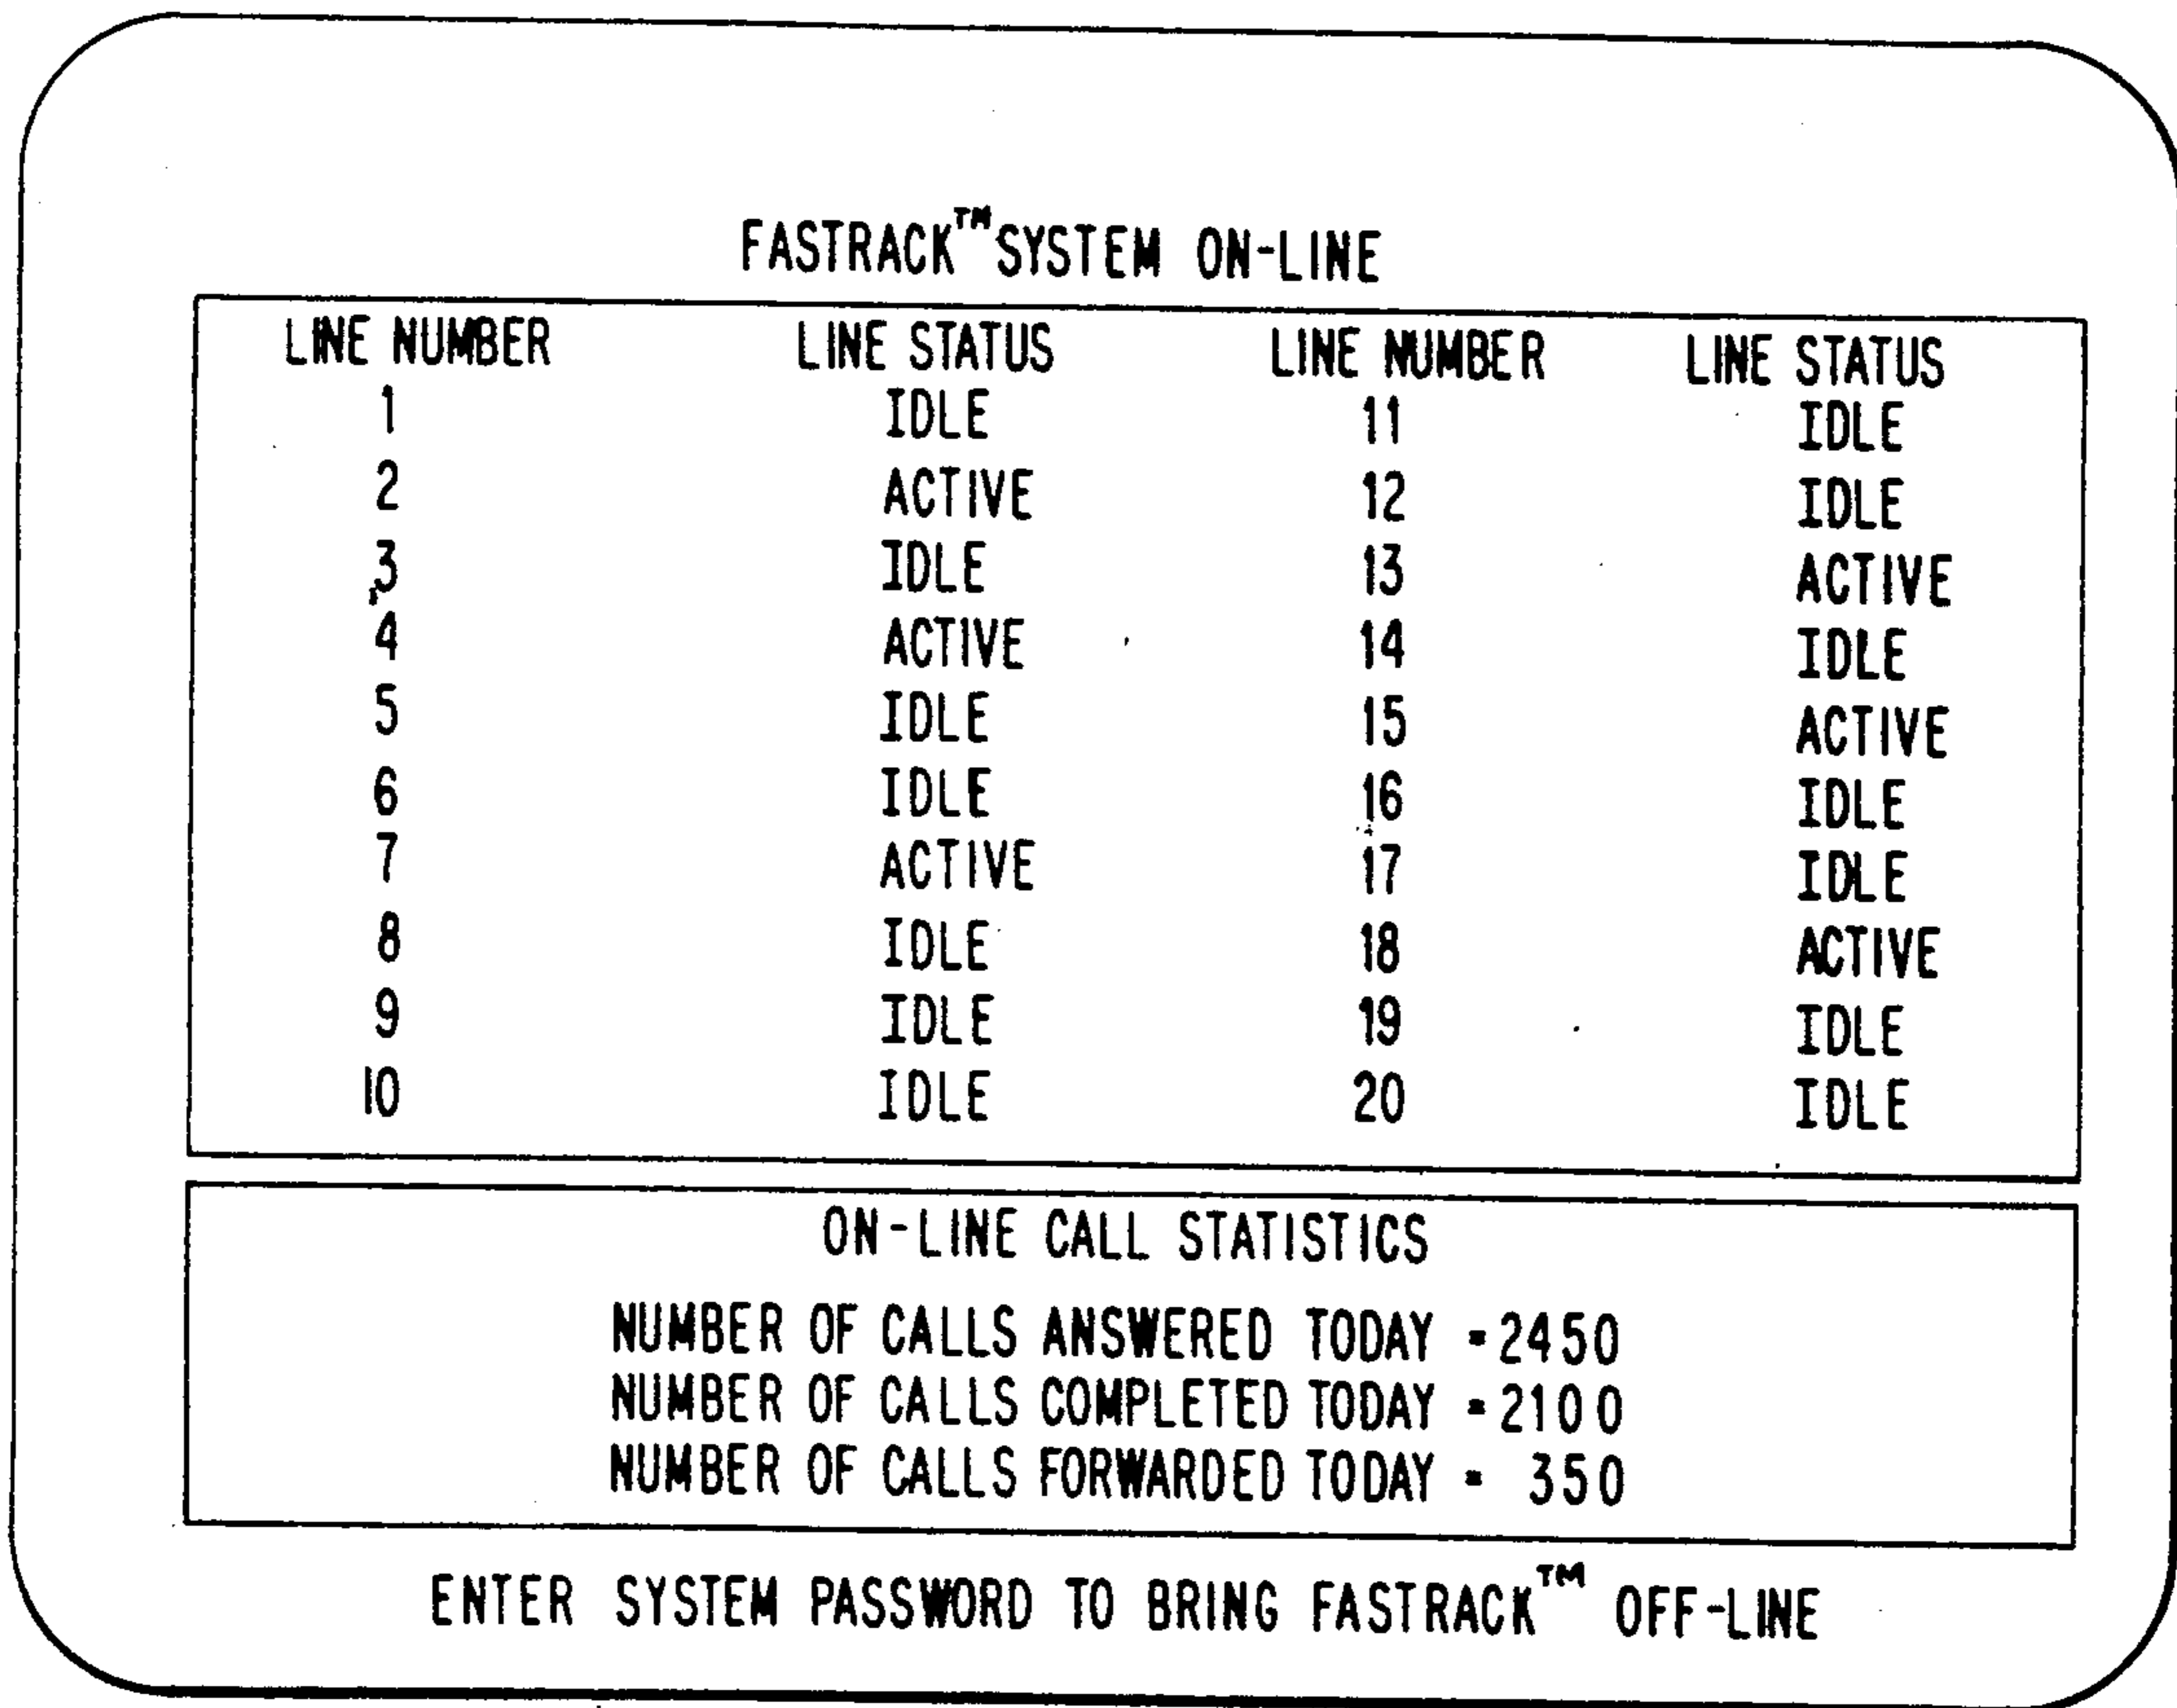 FASTRACK™ SYSTEM ON-LINE
LINE NUMBER LINE STATUS LINE NUMBER LINE STATUS
1 IDLE 11 IDLE
2 ACTIVE 12 IDLE
3 IDLE 13 ACTIVE
4 ACTIVE 14 IDLE
5 IDLE 15 ACTIVE
6 IDLE 16 IDLE
7 ACTIVE 17 IDLE
8 IDLE 18 ACTIVE
9 IDLE 19 IDLE
10 IDLE 20 IDLE
ON-LINE CALL STATISTICS
NUMBER OF CALLS ANSWERED TODAY =2450
NUMBER OF CALLS COMPLETED TODAY =2100
NUMBER OF CALLS FORWARDED TODAY = 350
ENTER SYSTEM PASSWORD TO BRING FASTRACK™ OFF-LINE